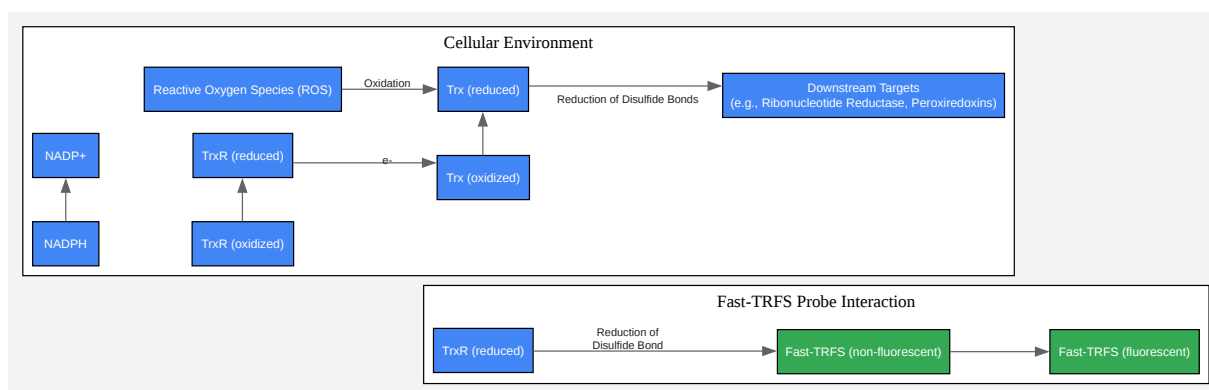 Cellular Environment
Reactive Oxygen Species (ROS)
Oxidation
Trx (reduced)
Reduction of Disulfide Bonds
Downstream Targets
(e.g., Ribonucleotide Reductase, Peroxiredoxins)
NADP+
TrxR (reduced)
e-
Trx (oxidized)
NADPH
TrxR (oxidized)
Fast-TRFS Probe Interaction
TrxR (reduced)
Reduction of
Disulfide Bond
Fast-TRFS (non-fluorescent)
Fast-TRFS (fluorescent)